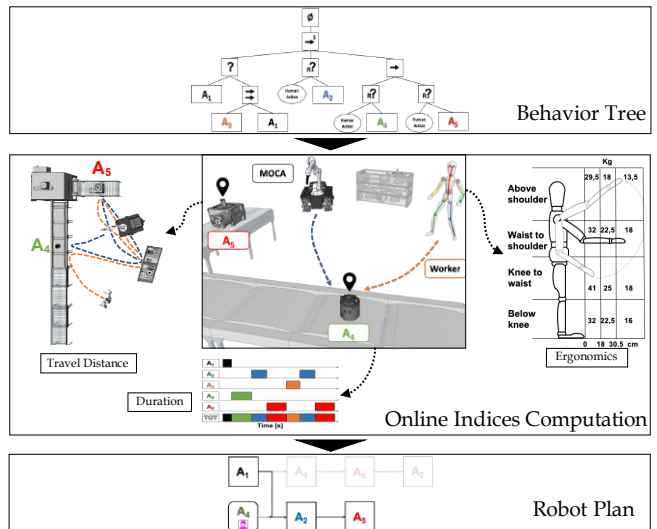 ø
→s
?
R?
→
A1
→
→
Human
Action
A2
R?
R?
A3
A1
Human
Action
A4
Human
Action
A5
Behavior Tree
A5
A4
Travel Distance
MOCA
A5
Worker
A4
Kg
29,5 18 13,5
Above
shoulder
Waist to
shoulder
32 22,5 18
Knee to
waist
41 25 18
Below
knee
32 22,5 16
0 18 30.5 cm
Ergonomics
Duration
A1
A2
A3
A4
A5
TOT
Time [s]
Online Indices Computation
A1
A4
A5
A2
A4
A2
A5
Robot Plan